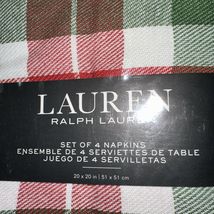 LAUREN
RALPH LAUREN
SET OF 4 NAPKINS
ENSEMBLE DE 4 SERVIETTES DE TABLE
JUEGO DE 4 SERVILLETAS
20 x 20 in | 51 x 51 cm